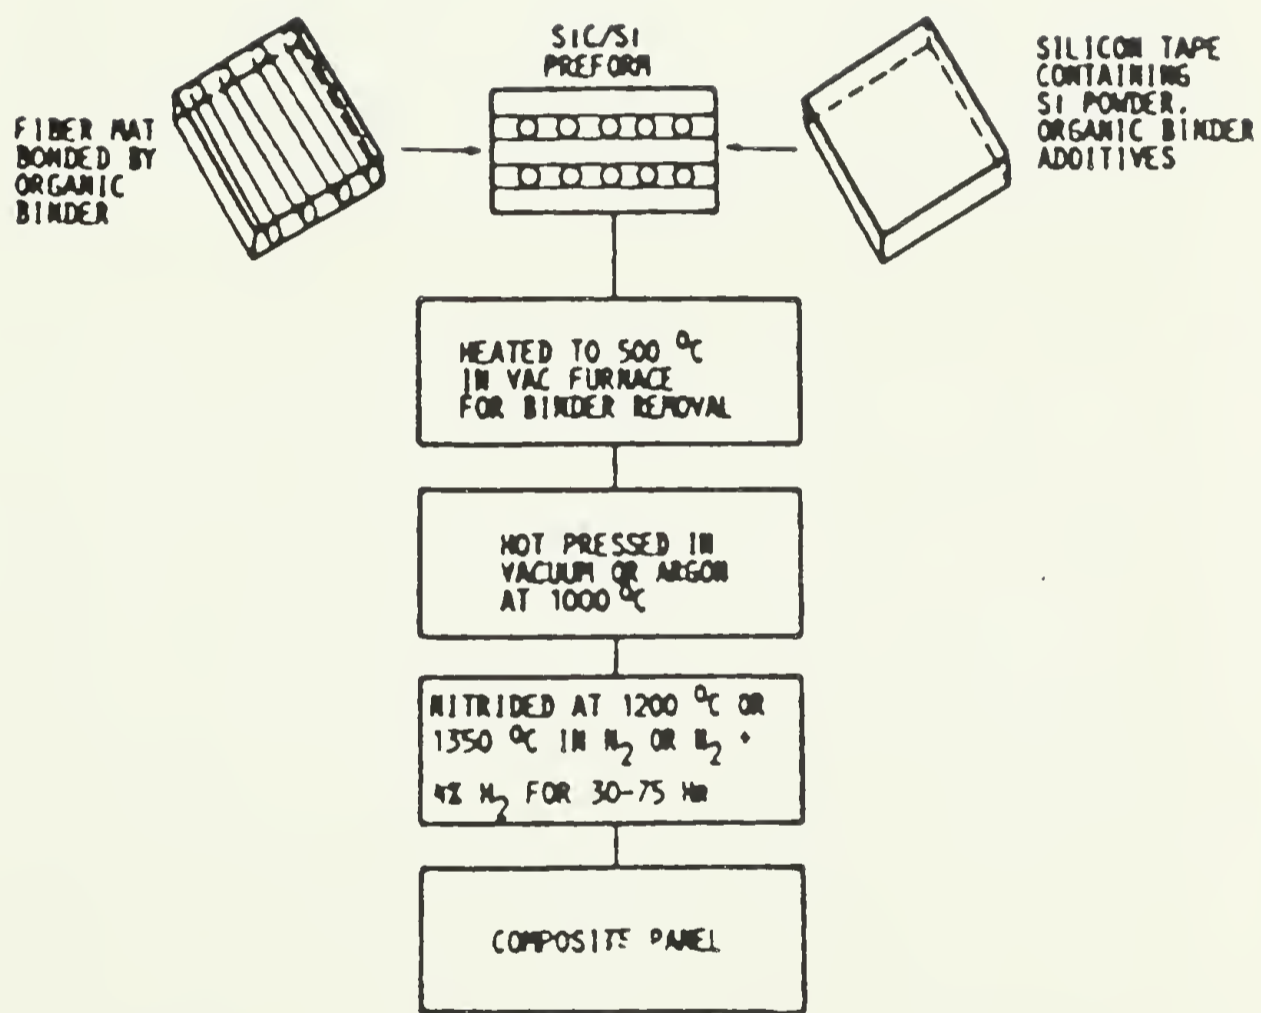 FIBER MAT
BONDED BY
ORGANIC
BINDER
SIC/SI
PREFORM
SILICON TAPE
CONTAINING
SI POWDER,
ORGANIC BINDER
ADDITIVES
HEATED TO 500 °C
IN VAC FURNACE
FOR BINDER REMOVAL
HOT PRESSED IN
VACUUM OR ARGON
AT 1000 °C
NITRIDED AT 1200 °C OR
1350 °C IN N₂ OR N₂ +
4% H₂ FOR 30-75 HR
COMPOSITE PANEL